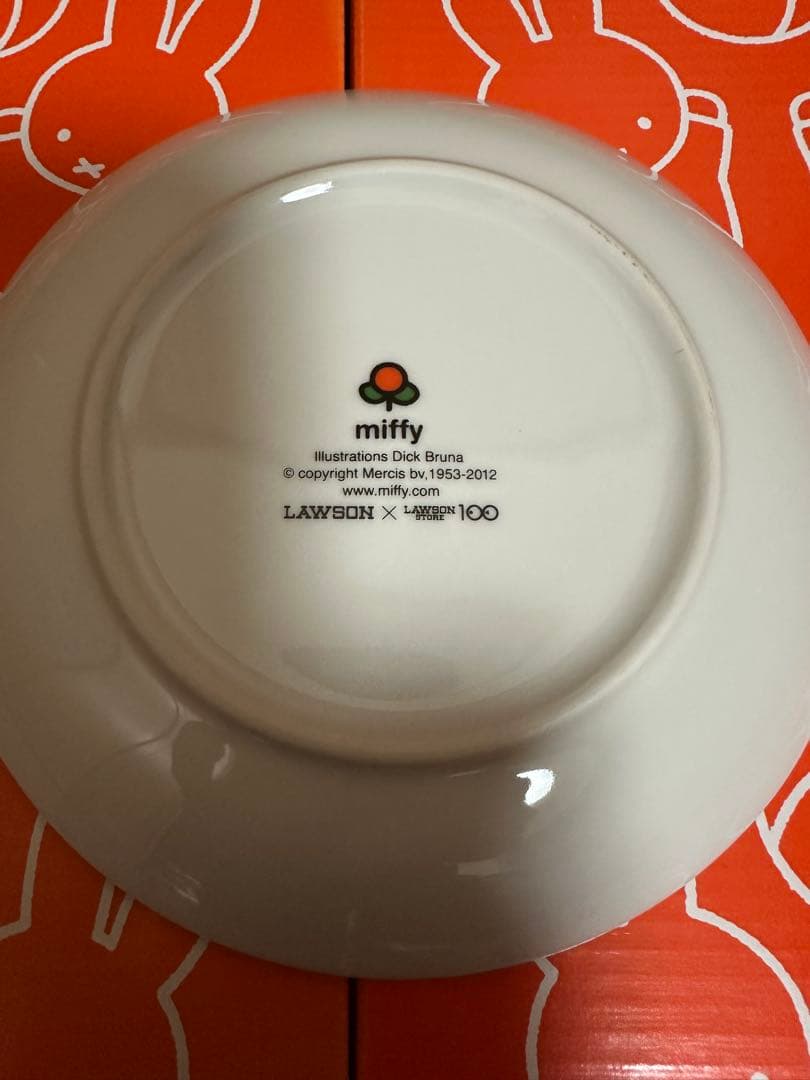 miffy
Illustrations Dick Bruna
© copyright Mercis bv,1953-2012
www.miffy.com
LAWSON × LAWSON STORE 100